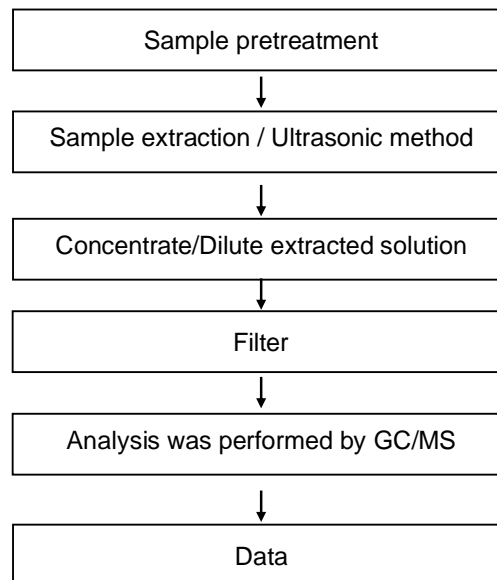 Sample pretreatment
Sample extraction / Ultrasonic method
Concentrate/Dilute extracted solution
Filter
Analysis was performed by GC/MS
Data